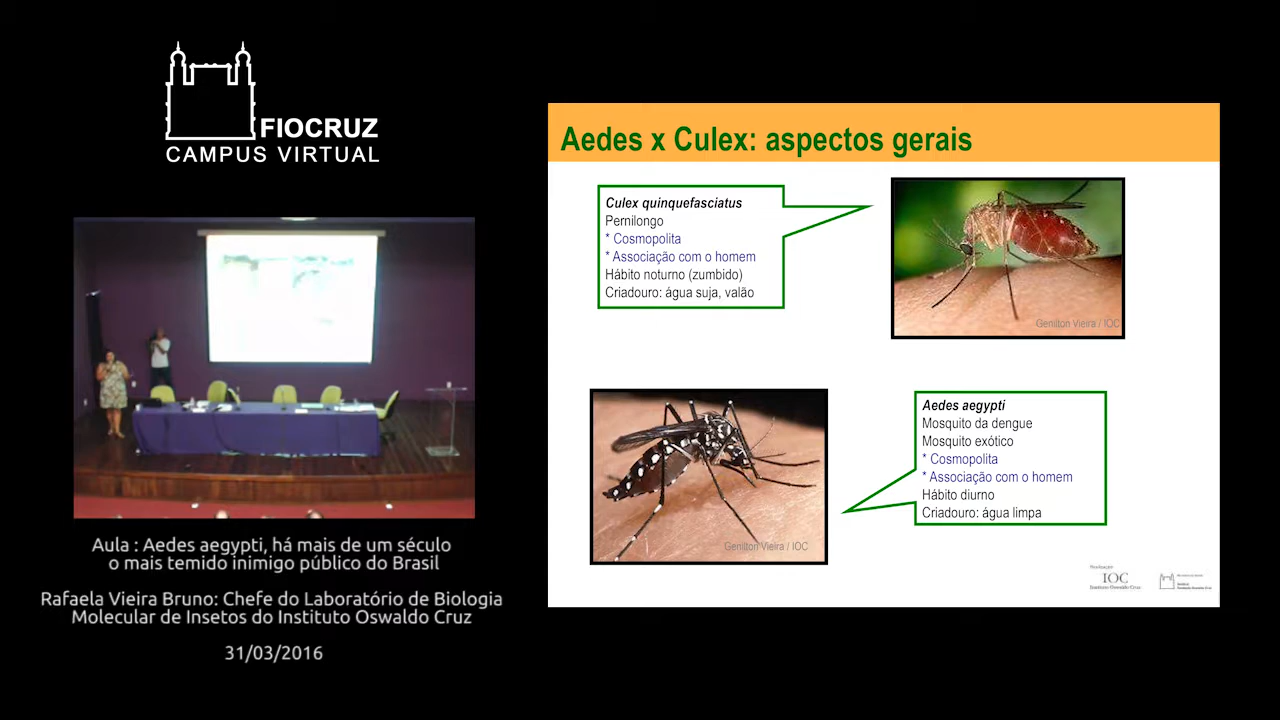 FIOCRUZ
CAMPUS VIRTUAL
Aula : Aedes aegypti, há mais de um século
o mais temido inimigo público do Brasil
Rafaela Vieira Bruno: Chefe do Laboratório de Biologia
Molecular de Insetos do Instituto Oswaldo Cruz
31/03/2016
Aedes x Culex: aspectos gerais
Culex quinquefasciatus
Pernilongo
* Cosmopolita
* Associação com o homem
Hábito noturno (zumbido)
Criadouro: água suja, valão
Genilton Vieira / IOC
Genilton Vieira / IOC
Aedes aegypti
Mosquito da dengue
Mosquito exótico
* Cosmopolita
* Associação com o homem
Hábito diurno
Criadouro: água limpa
IOC
Instituto Oswaldo Cruz